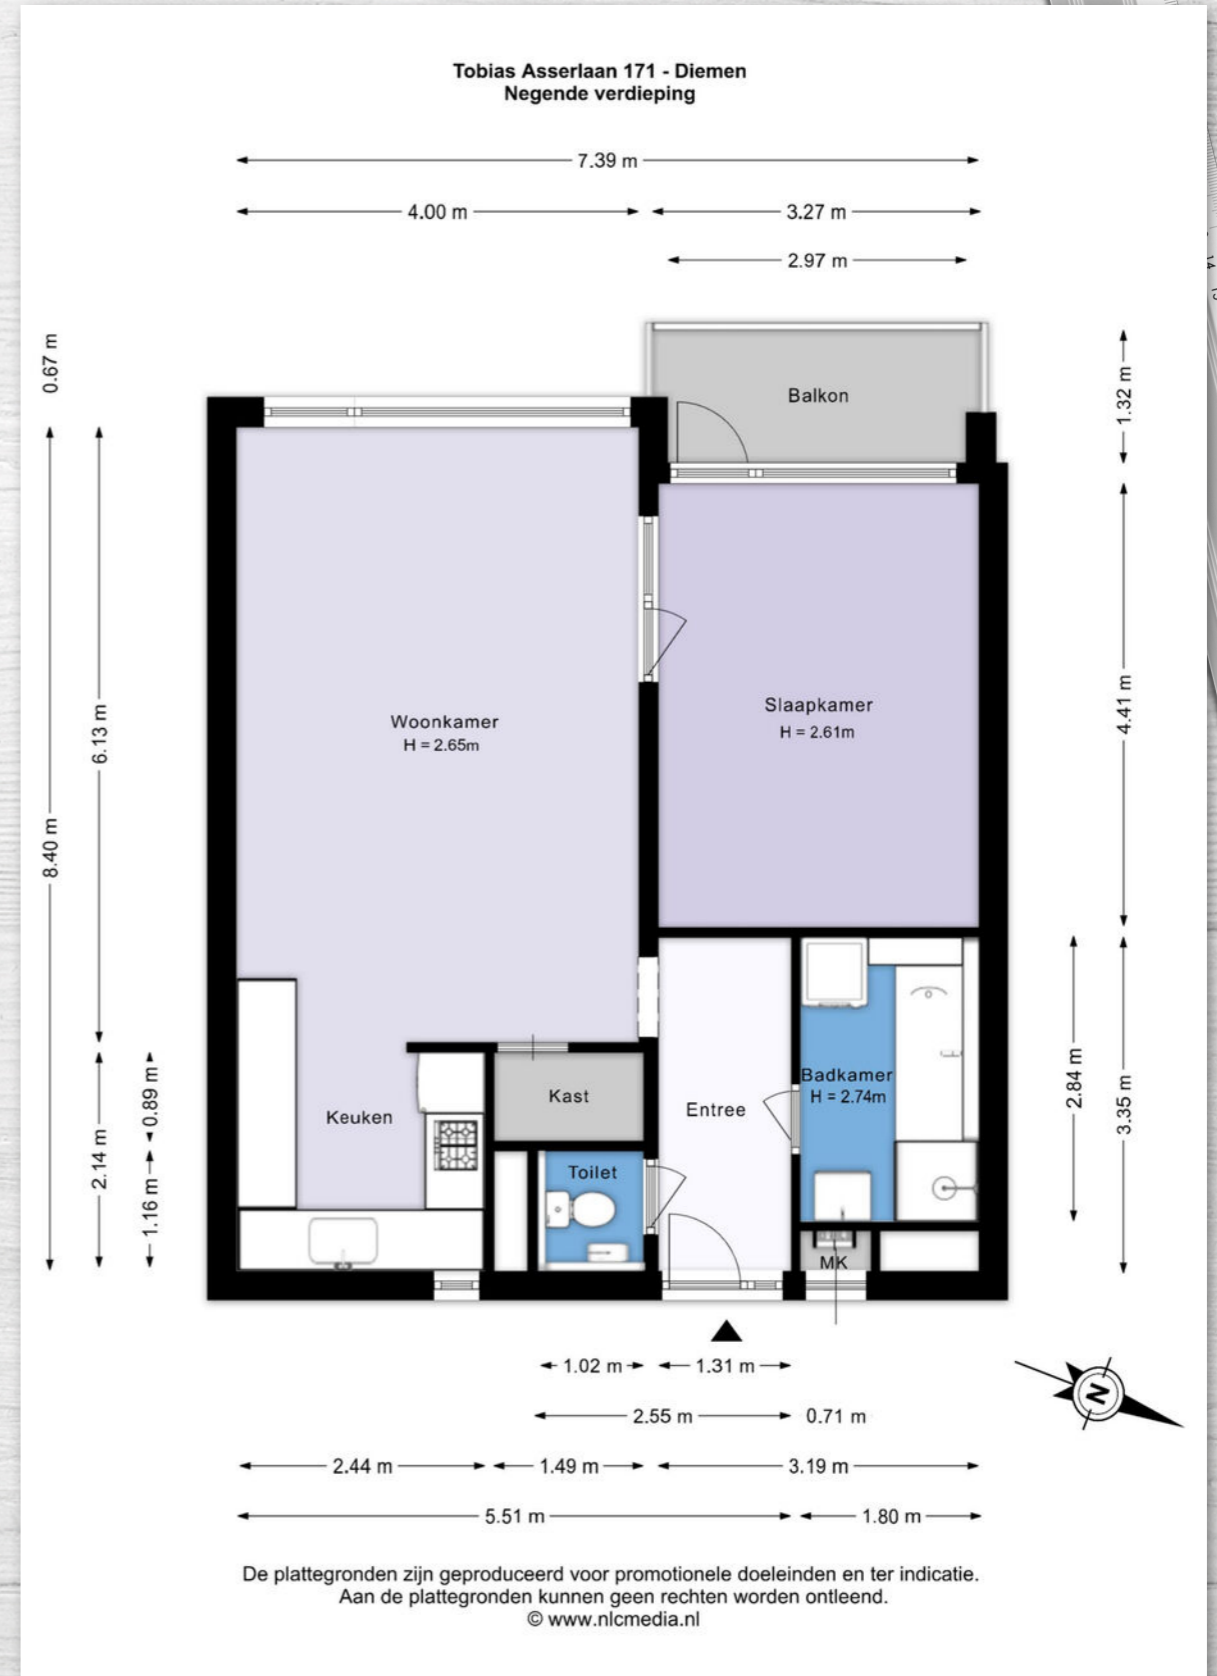 Tobias Asserlaan 171 - Diemen
Negende verdieping
7.39 m
4.00 m
3.27 m
2.97 m
0.67 m
1.32 m
Balkon
Woonkamer
H = 2.65m
Slaapkamer
H = 2.61m
6.13 m
4.41 m
8.40 m
Keuken
Kast
Entree
Badkamer
H = 2.74m
Toilet
MK
0.89 m
2.14 m
1.16 m
2.84 m
3.35 m
1.02 m
1.31 m
2.55 m
0.71 m
N
2.44 m
1.49 m
3.19 m
5.51 m
1.80 m
De plattegronden zijn geproduceerd voor promotionele doeleinden en ter indicatie.
Aan de plattegronden kunnen geen rechten worden ontleend.
© www.nlcmedia.nl